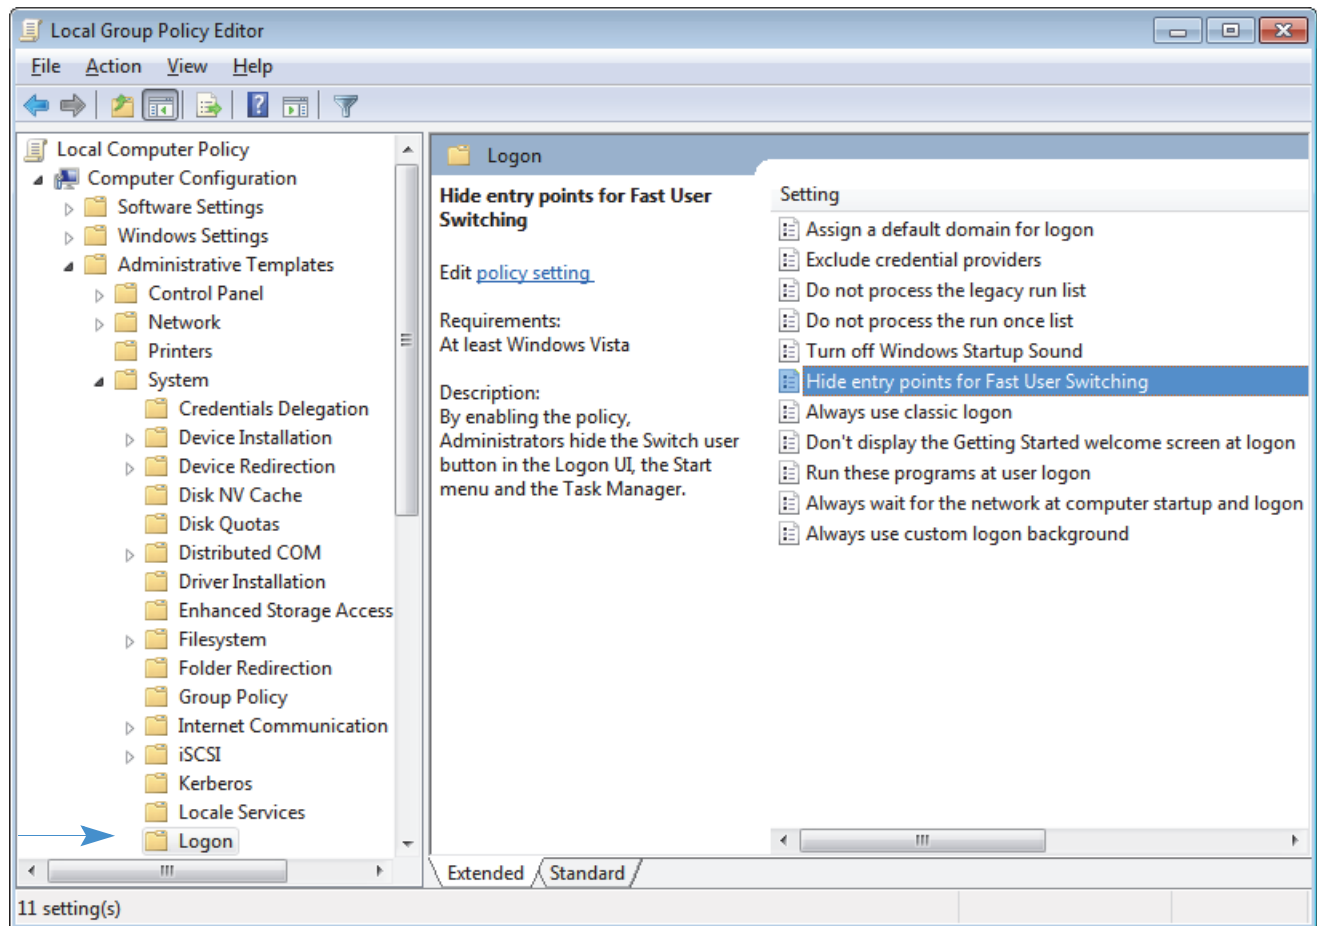 Local Group Policy Editor
File Action View Help
Local Computer Policy
Computer Configuration
Software Settings
Windows Settings
Administrative Templates
Control Panel
Network
Printers
System
Credentials Delegation
Device Installation
Device Redirection
Disk NV Cache
Disk Quotas
Distributed COM
Driver Installation
Enhanced Storage Access
Filesystem
Folder Redirection
Group Policy
Internet Communication
iSCSI
Kerberos
Locale Services
Logon
Logon
Hide entry points for Fast User
Switching
Edit policy setting
Requirements:
At least Windows Vista
Description:
By enabling the policy,
Administrators hide the Switch user
button in the Logon UI, the Start
menu and the Task Manager.
Setting
Assign a default domain for logon
Exclude credential providers
Do not process the legacy run list
Do not process the run once list
Turn off Windows Startup Sound
Hide entry points for Fast User Switching
Always use classic logon
Don't display the Getting Started welcome screen at logon
Run these programs at user logon
Always wait for the network at computer startup and logon
Always use custom logon background
Extended Standard
11 setting(s)